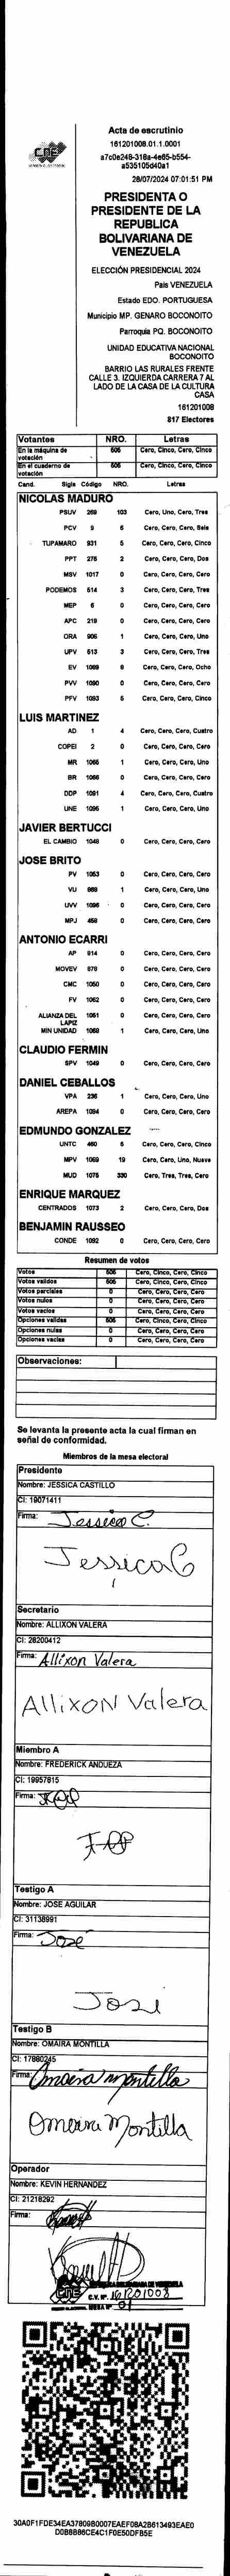 Acta de escrutinio
161201008.01.1.0001
a7c0e248-318a-4e65-b554-
a535105d40a1
28/07/2024 07:01:51 PM
CNE
PRESIDENTA O
PRESIDENTE DE LA
REPUBLICA
BOLIVARIANA DE
VENEZUELA
ELECCIÓN PRESIDENCIAL 2024
País VENEZUELA
Estado EDO. PORTUGUESA
Municipio MP. GENARO BOCONOITO
Parroquia PQ. BOCONOITO
UNIDAD EDUCATIVA NACIONAL
BOCONOITO
BARRIO LAS RURALES FRENTE
CALLE 3. IZQUIERDA CARRERA 7 AL
LADO DE LA CASA DE LA CULTURA
CASA
161201008
817 Electores
Votantes NRO. Letras
En la máquina de votación 505 Cero, Cinco, Cero, Cinco
En el cuaderno de votación 505 Cero, Cinco, Cero, Cinco
Cand. Sigla Código NRO. Letras
NICOLAS MADURO
PSUV 269 103 Cero, Uno, Cero, Tres
PCV 9 6 Cero, Cero, Cero, Seis
TUPAMARO 931 5 Cero, Cero, Cero, Cinco
PPT 275 2 Cero, Cero, Cero, Dos
MSV 1017 0 Cero, Cero, Cero, Cero
PODEMOS 514 3 Cero, Cero, Cero, Tres
MEP 6 0 Cero, Cero, Cero, Cero
APC 219 0 Cero, Cero, Cero, Cero
ORA 906 1 Cero, Cero, Cero, Uno
UPV 513 3 Cero, Cero, Cero, Tres
EV 1089 8 Cero, Cero, Cero, Ocho
PVV 1090 0 Cero, Cero, Cero, Cero
PFV 1093 5 Cero, Cero, Cero, Cinco
LUIS MARTINEZ
AD 1 4 Cero, Cero, Cero, Cuatro
COPEI 2 0 Cero, Cero, Cero, Cero
MR 1065 1 Cero, Cero, Cero, Uno
BR 1066 0 Cero, Cero, Cero, Cero
DDP 1091 4 Cero, Cero, Cero, Cuatro
UNE 1095 1 Cero, Cero, Cero, Uno
JAVIER BERTUCCI
EL CAMBIO 1048 0 Cero, Cero, Cero, Cero
JOSE BRITO
PV 1053 0 Cero, Cero, Cero, Cero
VU 989 1 Cero, Cero, Cero, Uno
UVV 1096 0 Cero, Cero, Cero, Cero
MPJ 458 0 Cero, Cero, Cero, Cero
ANTONIO ECARRI
AP 914 0 Cero, Cero, Cero, Cero
MOVEV 878 0 Cero, Cero, Cero, Cero
CMC 1050 0 Cero, Cero, Cero, Cero
FV 1062 0 Cero, Cero, Cero, Cero
ALIANZA DEL LAPIZ 1051 0 Cero, Cero, Cero, Cero
MIN UNIDAD 1068 1 Cero, Cero, Cero, Uno
CLAUDIO FERMIN
SPV 1049 0 Cero, Cero, Cero, Cero
DANIEL CEBALLOS
VPA 236 1 Cero, Cero, Cero, Uno
AREPA 1094 0 Cero, Cero, Cero, Cero
EDMUNDO GONZALEZ
UNTC 460 5 Cero, Cero, Cero, Cinco
MPV 1069 19 Cero, Cero, Uno, Nueve
MUD 1075 330 Cero, Tres, Tres, Cero
ENRIQUE MARQUEZ
CENTRADOS 1073 2 Cero, Cero, Cero, Dos
BENJAMIN RAUSSEO
CONDE 1092 0 Cero, Cero, Cero, Cero
Resumen de votos
Votos 505 Cero, Cinco, Cero, Cinco
Votos validos 505 Cero, Cinco, Cero, Cinco
Votos parciales 0 Cero, Cero, Cero, Cero
Votos nulos 0 Cero, Cero, Cero, Cero
Votos vacios 0 Cero, Cero, Cero, Cero
Opciones validas 505 Cero, Cinco, Cero, Cinco
Opciones nulas 0 Cero, Cero, Cero, Cero
Opciones vacias 0 Cero, Cero, Cero, Cero
Observaciones:
Se levanta la presente acta la cual firman en
señal de conformidad.
Miembros de la mesa electoral
Presidente
Nombre: JESSICA CASTILLO
CI: 19071411
Firma: Jessica C.
Jessica C
Secretario
Nombre: ALLIXON VALERA
CI: 28200412
Firma: Allixon Valera
Allixon Valera
Miembro A
Nombre: FREDERICK ANDUEZA
CI: 19957615
Firma:
Testigo A
Nombre: JOSE AGUILAR
CI: 31138991
Firma: José
José
Testigo B
Nombre: OMAIRA MONTILLA
CI: 17880245
Firma: Omaira Montilla
Omaira Montilla
Operador
Nombre: KEVIN HERNANDEZ
CI: 21218292
Firma:
CNE
C.V. Nº. 161201008
MESA Nº 01
30A0F1FDE34EA37809B0007EAEF08A2B613493EAE0
D0B8B86CE4C1F0E50DFB5E